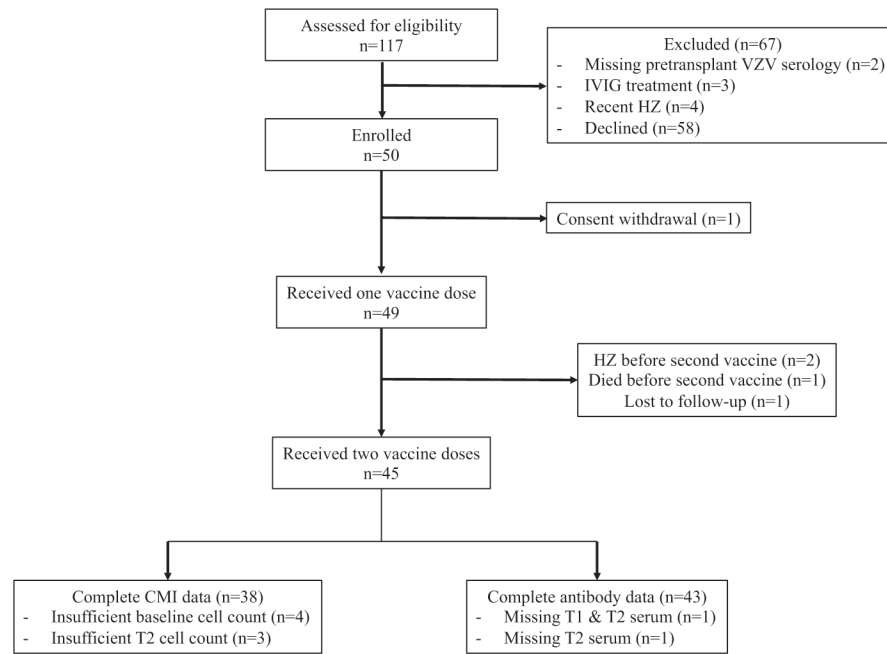 Assessed for eligibility
n=117
Excluded (n=67)
- Missing pretransplant VZV serology (n=2)
- IVIG treatment (n=3)
- Recent HZ (n=4)
- Declined (n=58)
Enrolled
n=50
Consent withdrawal (n=1)
Received one vaccine dose
n=49
HZ before second vaccine (n=2)
Died before second vaccine (n=1)
Lost to follow-up (n=1)
Received two vaccine doses
n=45
Complete CMI data (n=38)
- Insufficient baseline cell count (n=4)
- Insufficient T2 cell count (n=3)
Complete antibody data (n=43)
- Missing T1 & T2 serum (n=1)
- Missing T2 serum (n=1)